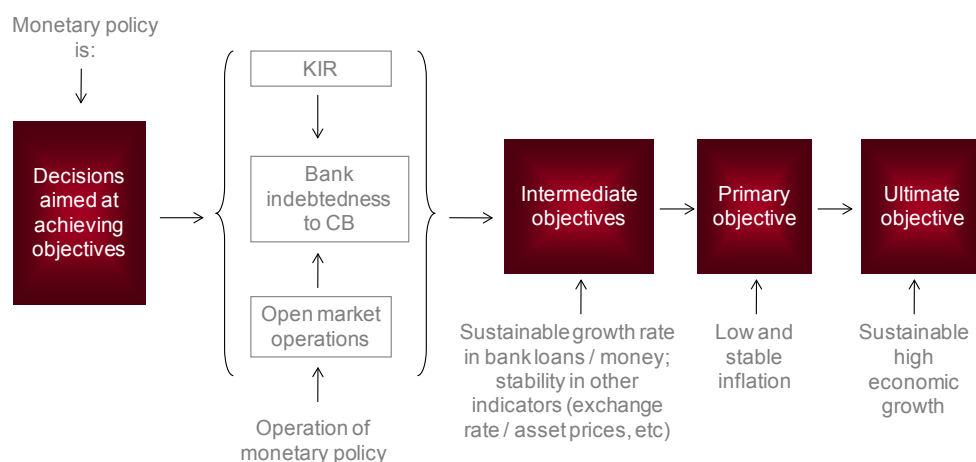 Monetary policy
is:
Decisions
aimed at
achieving
objectives
KIR
Bank
indebtedness
to CB
Open market
operations
Operation of
monetary policy
Intermediate
objectives
Sustainable growth rate
in bank loans / money;
stability in other
indicators (exchange
rate / asset prices, etc)
Primary
objective
Low and
stable
inflation
Ultimate
objective
Sustainable
high
economic
growth